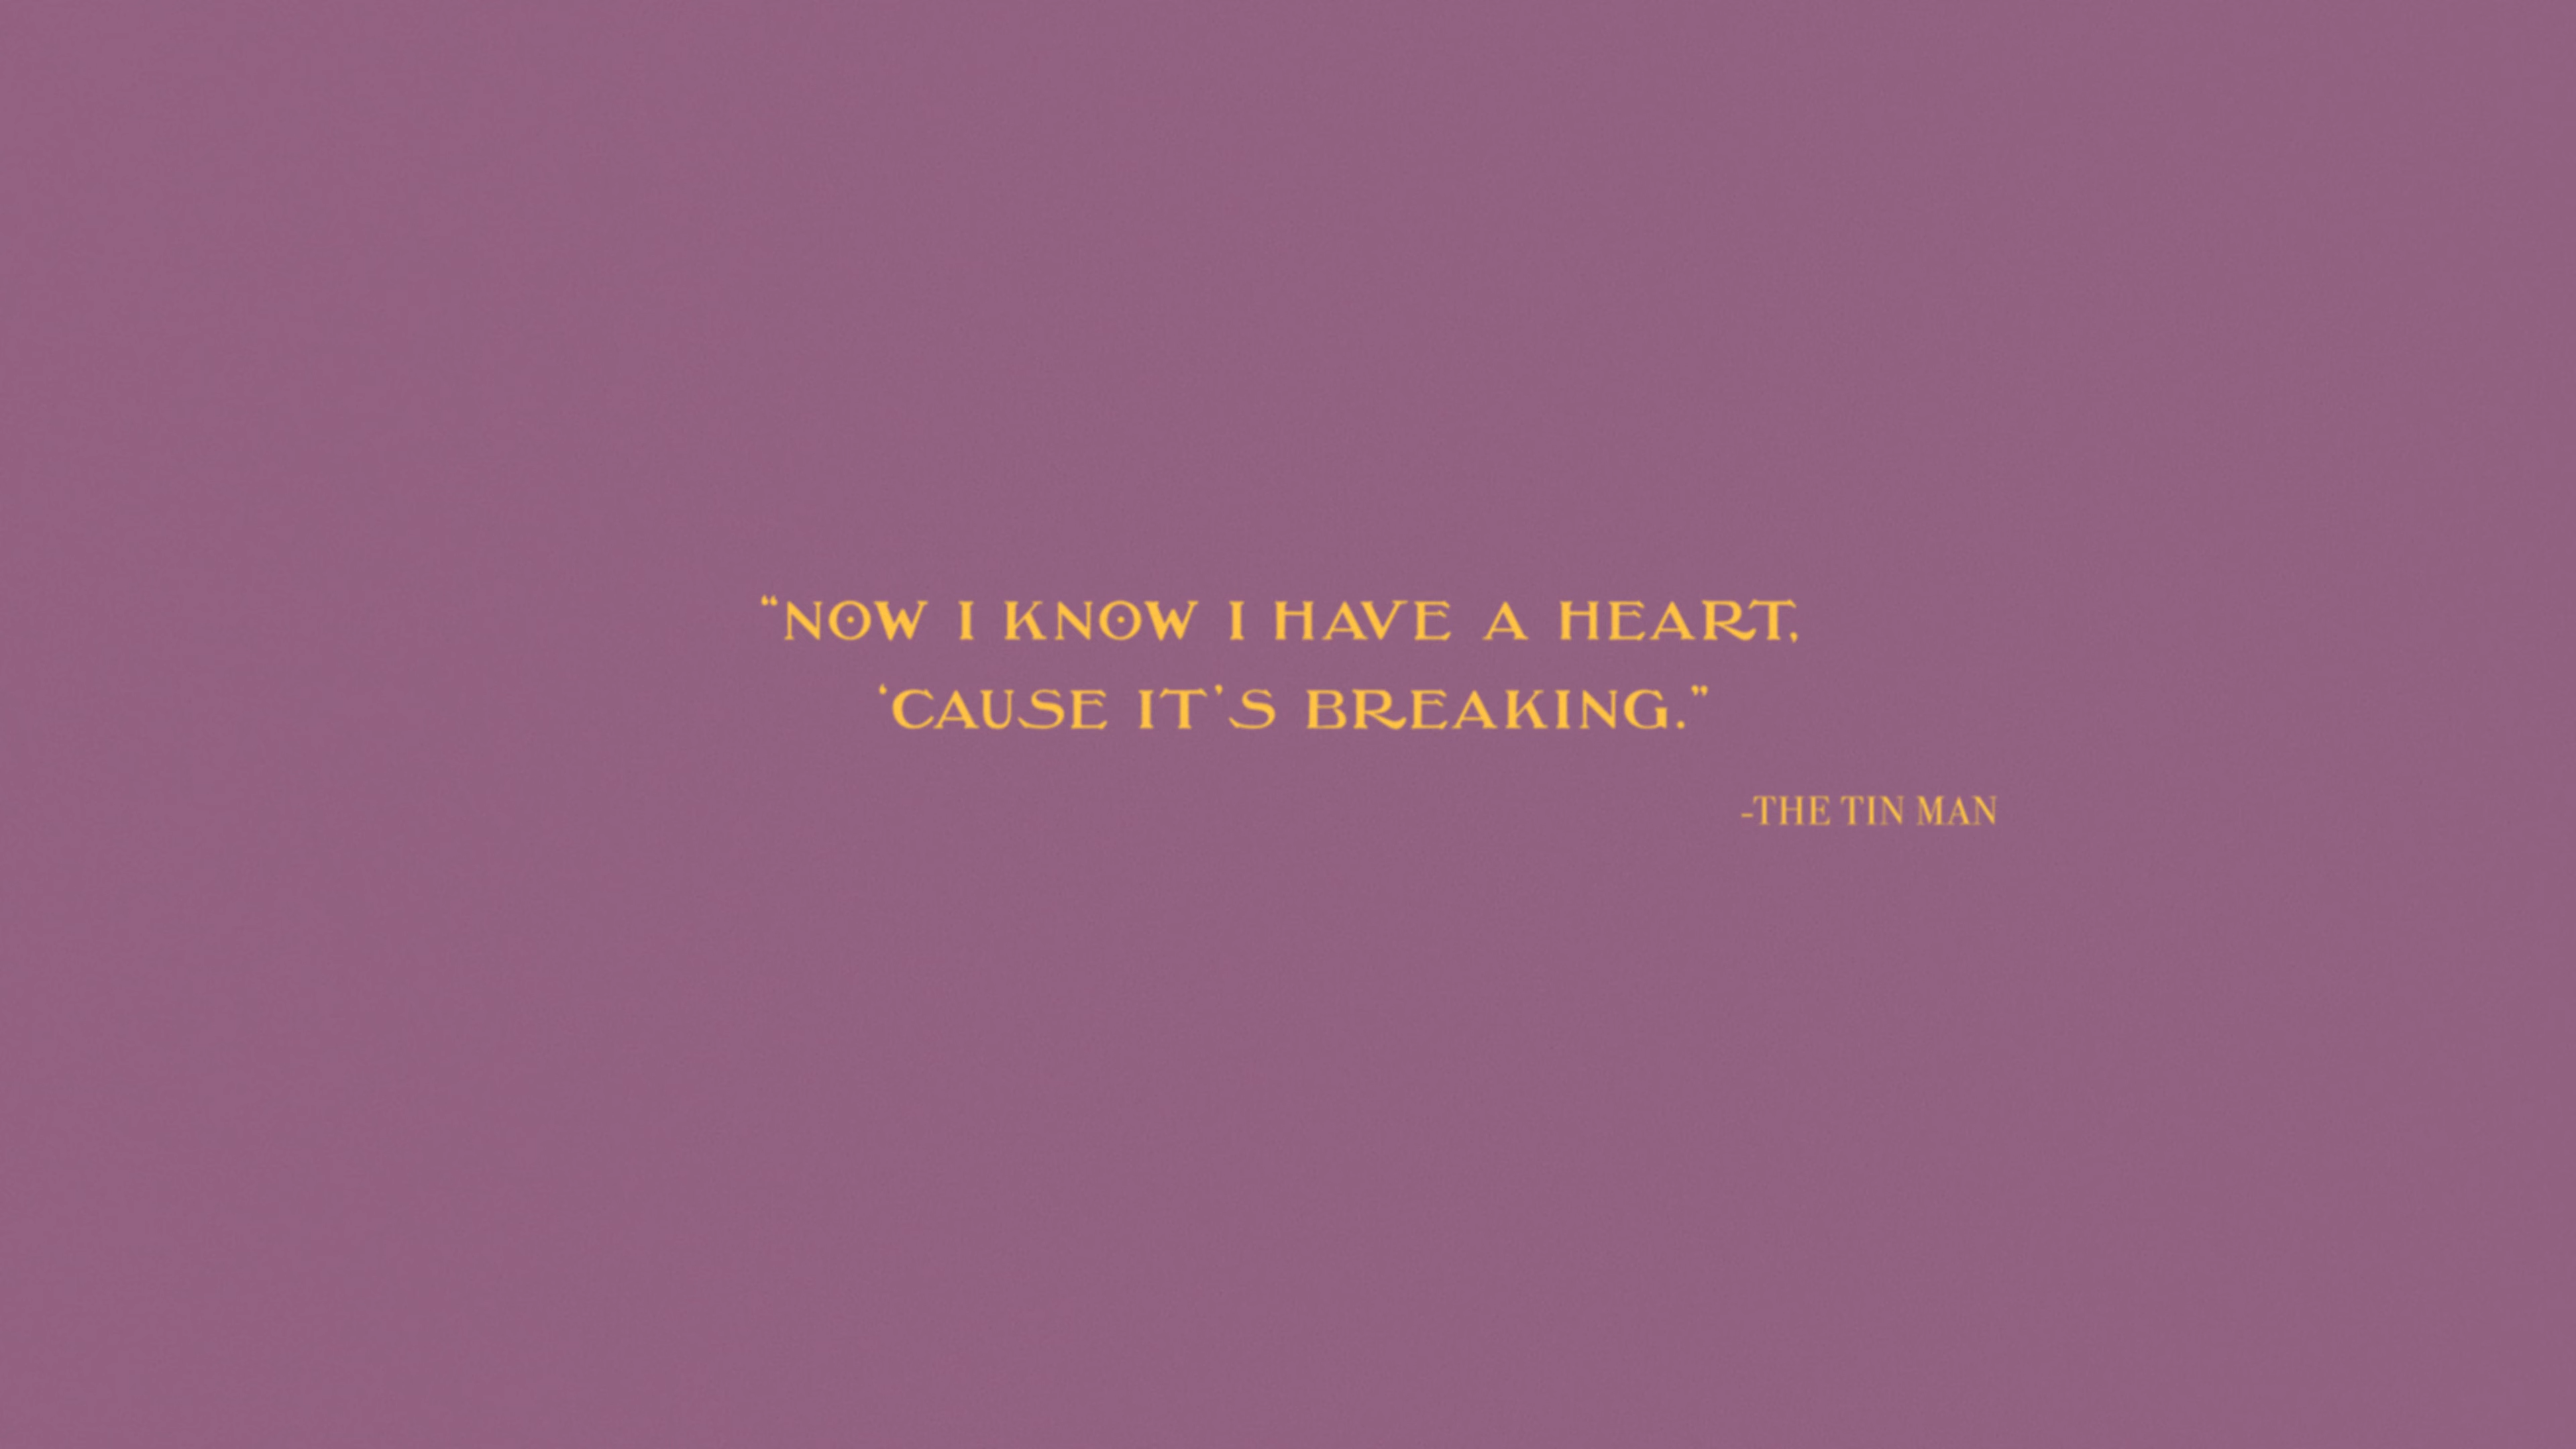 “NOW I KNOW I HAVE A HEART,
‘CAUSE IT’S BREAKING.”
-THE TIN MAN